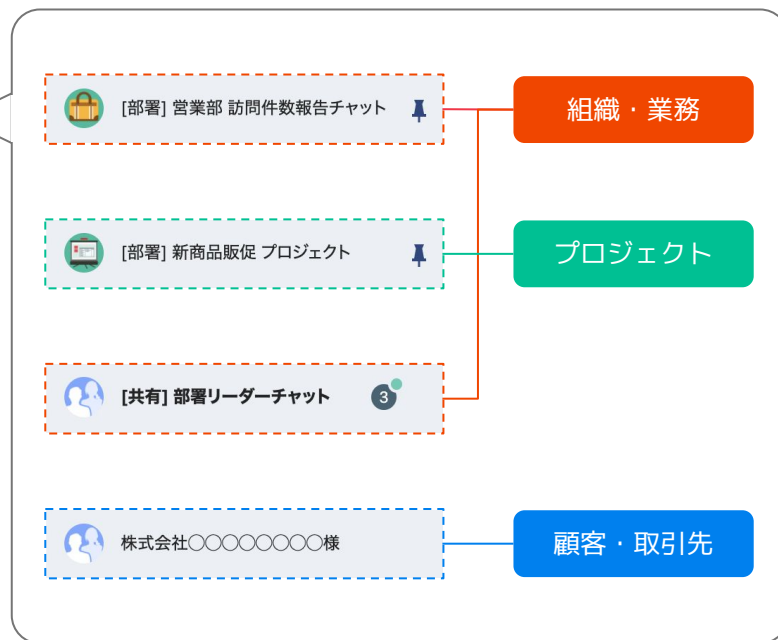 [部署] 営業部 訪問件数報告チャット
組織・業務
[部署] 新商品販促 プロジェクト
プロジェクト
[共有] 部署リーダーチャット
3
株式会社〇〇〇〇〇〇〇〇様
顧客・取引先